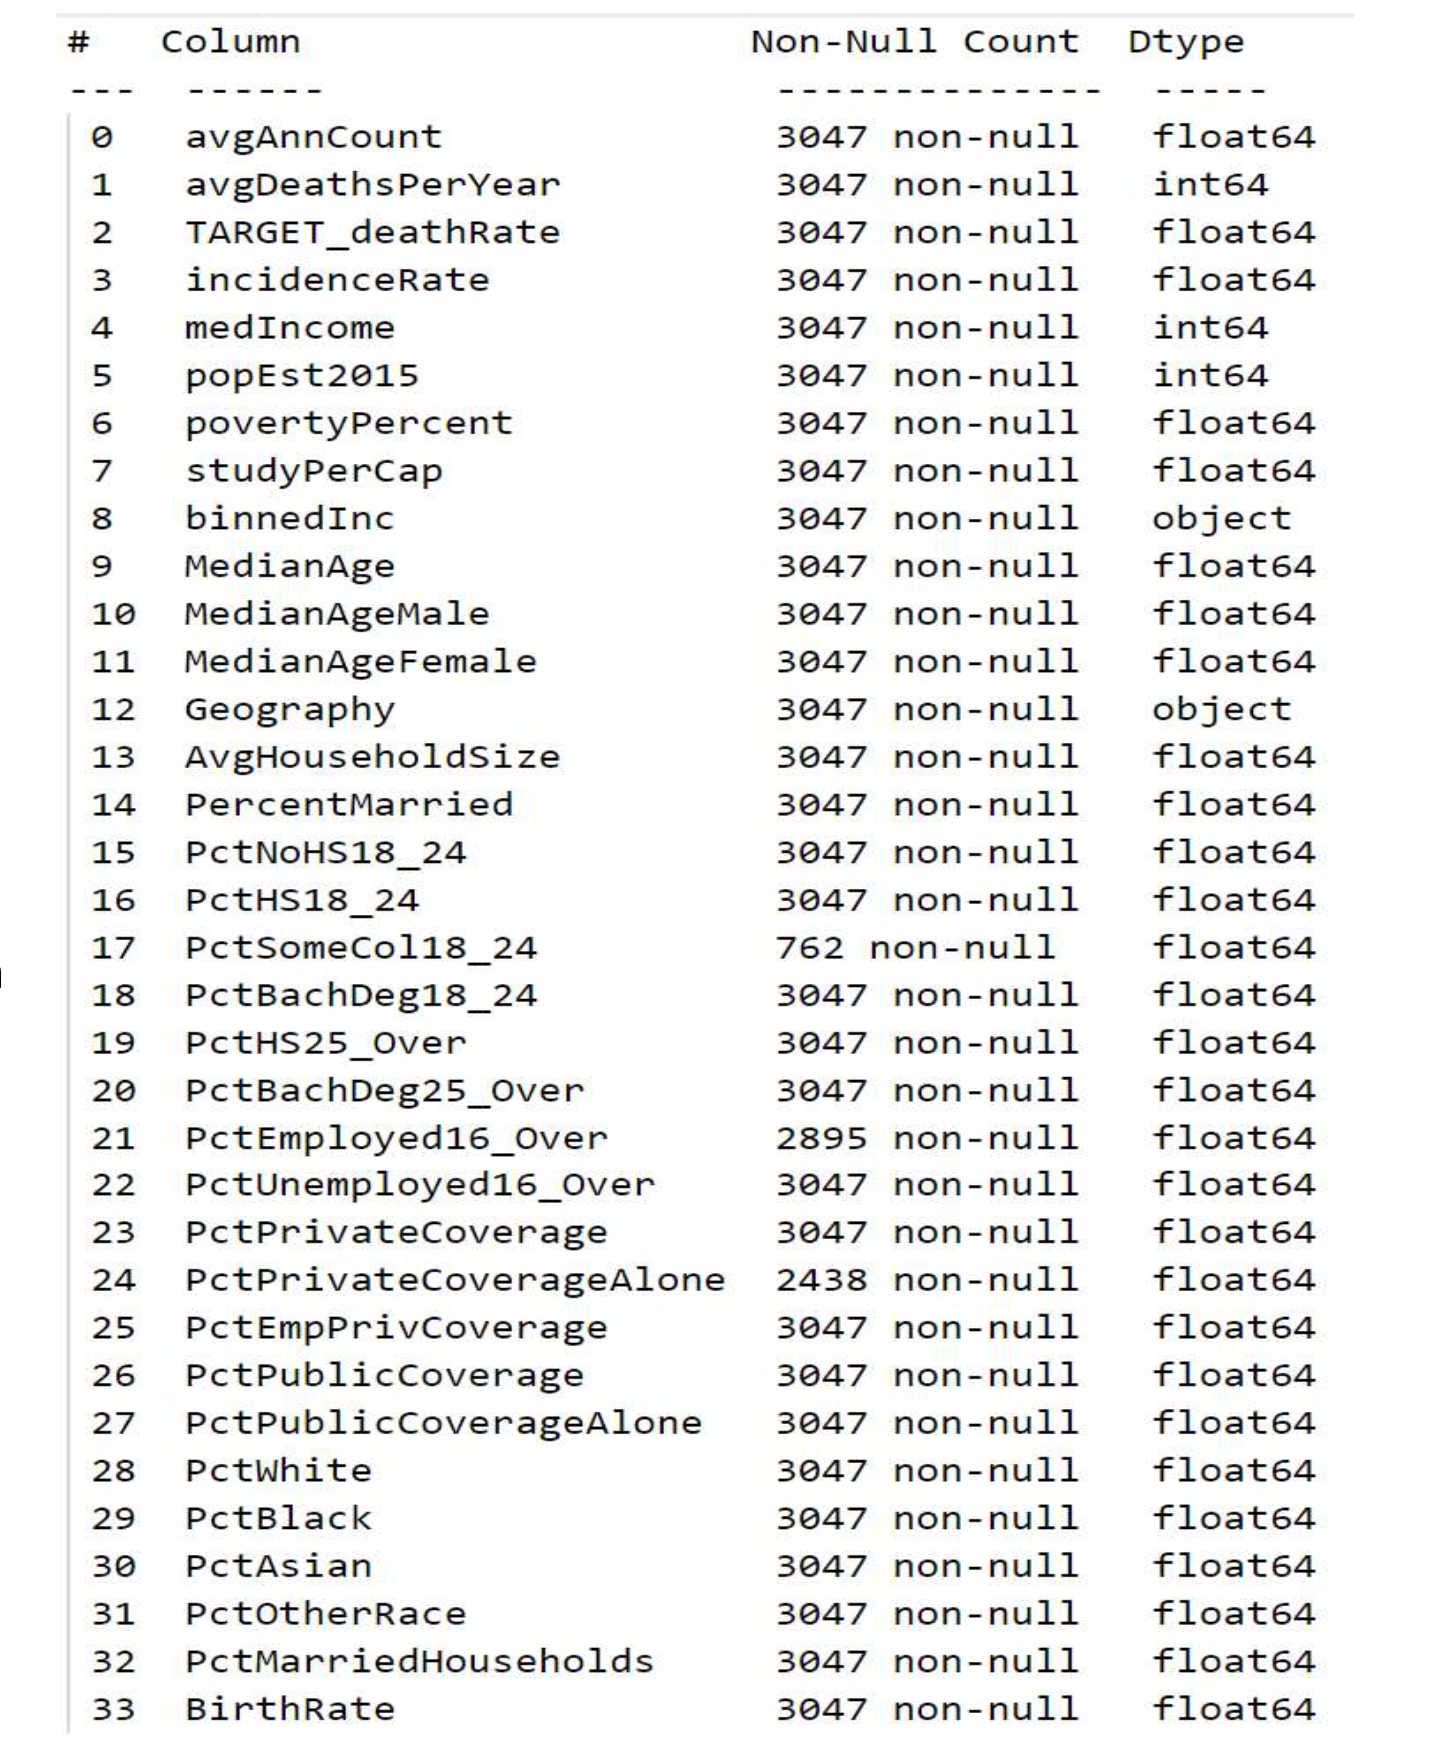 #   Column                  Non-Null Count  Dtype
---  ------                  --------------  -----
0   avgAnnCount             3047 non-null   float64
1   avgDeathsPerYear        3047 non-null   int64
2   TARGET_deathRate        3047 non-null   float64
3   incidenceRate           3047 non-null   float64
4   medIncome               3047 non-null   int64
5   popEst2015              3047 non-null   int64
6   povertyPercent          3047 non-null   float64
7   studyPerCap             3047 non-null   float64
8   binnedInc               3047 non-null   object
9   MedianAge               3047 non-null   float64
10  MedianAgeMale           3047 non-null   float64
11  MedianAgeFemale         3047 non-null   float64
12  Geography               3047 non-null   object
13  AvgHouseholdSize        3047 non-null   float64
14  PercentMarried          3047 non-null   float64
15  PctNoHS18_24            3047 non-null   float64
16  PctHS18_24              3047 non-null   float64
17  PctSomeCol18_24         762 non-null    float64
18  PctBachDeg18_24         3047 non-null   float64
19  PctHS25_Over            3047 non-null   float64
20  PctBachDeg25_Over       3047 non-null   float64
21  PctEmployed16_Over      2895 non-null   float64
22  PctUnemployed16_Over    3047 non-null   float64
23  PctPrivateCoverage      3047 non-null   float64
24  PctPrivateCoverageAlone 2438 non-null   float64
25  PctEmpPrivCoverage      3047 non-null   float64
26  PctPublicCoverage       3047 non-null   float64
27  PctPublicCoverageAlone  3047 non-null   float64
28  PctWhite                3047 non-null   float64
29  PctBlack                3047 non-null   float64
30  PctAsian                3047 non-null   float64
31  PctOtherRace            3047 non-null   float64
32  PctMarriedHouseholds    3047 non-null   float64
33  BirthRate               3047 non-null   float64